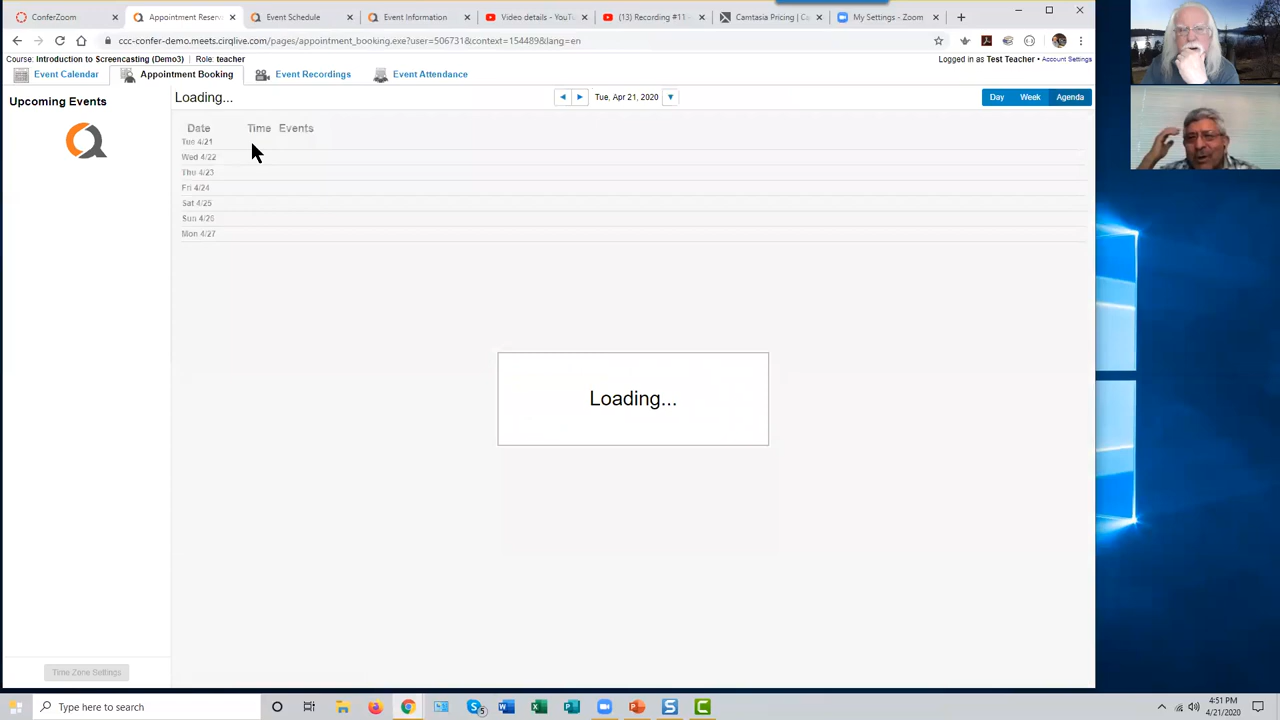 ConferZoom
Appointment Reserv
Event Schedule
Event Information
Video details - YouT
(13) Recording #11-
Camtasia Pricing | Ca
My Settings - Zoom
ccc-confer-demo.meets.cirqlive.com/pages/appointment_booking.exe?user=506731&context=154489&lang=en
Course: Introduction to Screencasting (Demo3) | Role: teacher
Logged in as Test Teacher • Account Settings
Event Calendar
Appointment Booking
Event Recordings
Event Attendance
Upcoming Events
Loading...
Tue, Apr 21, 2020
Day
Week
Agenda
Date Time Events
Tue 4/21
Wed 4/22
Thu 4/23
Fri 4/24
Sat 4/25
Sun 4/26
Mon 4/27
Loading...
Time Zone Settings
Type here to search
5
4:51 PM
4/21/2020